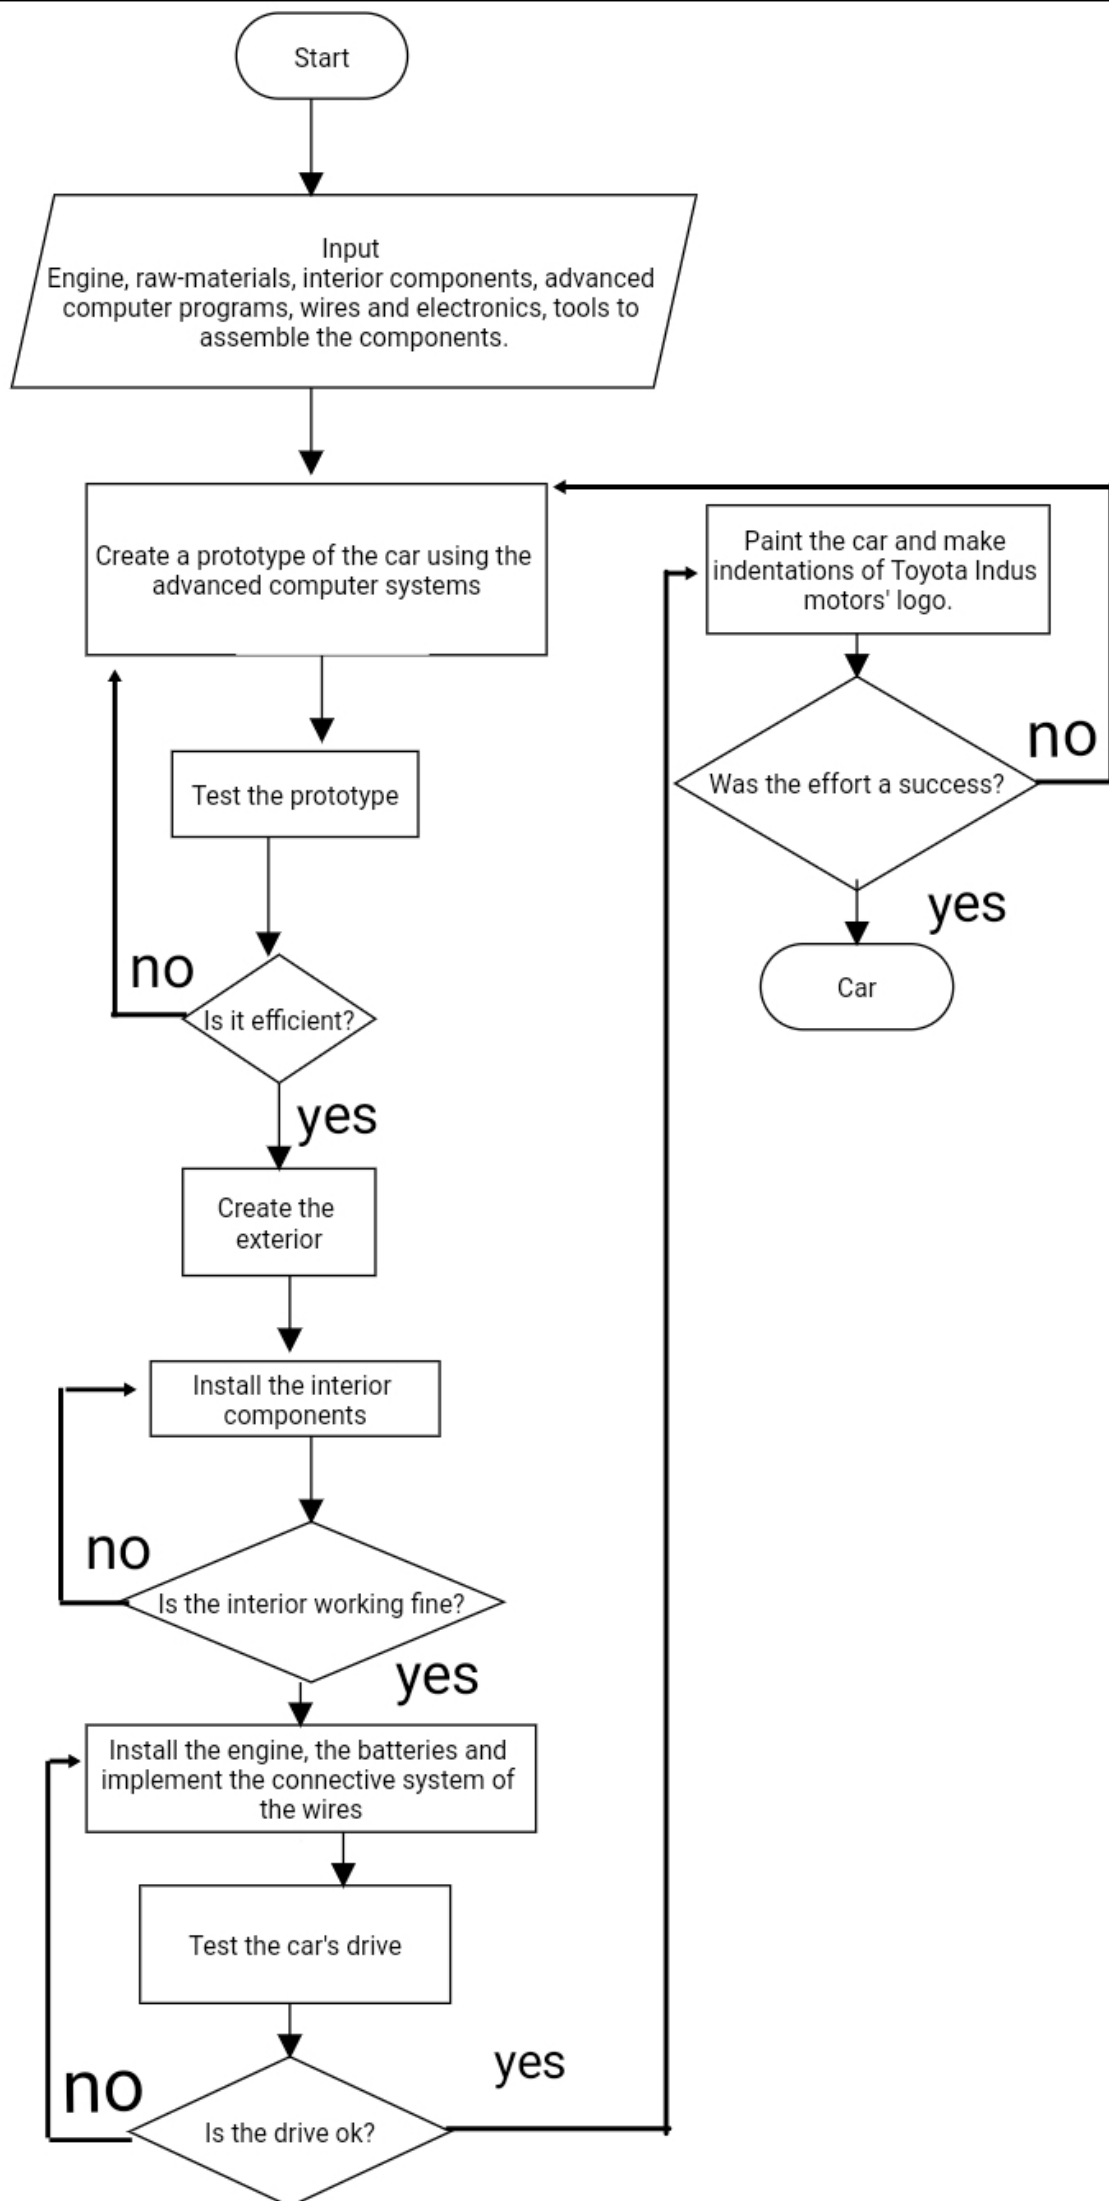 Start
Input
Engine, raw-materials, interior components, advanced
computer programs, wires and electronics, tools to
assemble the components.
Create a prototype of the car using the
advanced computer systems
Test the prototype
no
Is it efficient?
yes
Create the
exterior
Install the interior
components
no
Is the interior working fine?
yes
Install the engine, the batteries and
implement the connective system of
the wires
Test the car's drive
no
yes
Is the drive ok?
Paint the car and make
indentations of Toyota Indus
motors' logo.
no
Was the effort a success?
yes
Car